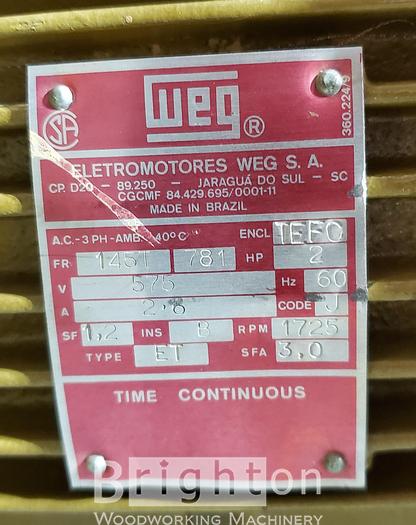 weg ®
SA
360.224/9
ELETROMOTORES WEG S. A.
CP. D20 - 89.250 - JARAGUÁ DO SUL - SC
CGCMF 84.429.695/0001-11
MADE IN BRAZIL
A.C.-3 PH-AMB. 40°C ENCL TEFC
FR 145T 781 HP 2
V 575 Hz 60
A 2.6 CODE J
SF 1,2 INS B RPM 1725
TYPE ET SFA 3.0
TIME CONTINUOUS
Brighton
WOODWORKING MACHINERY